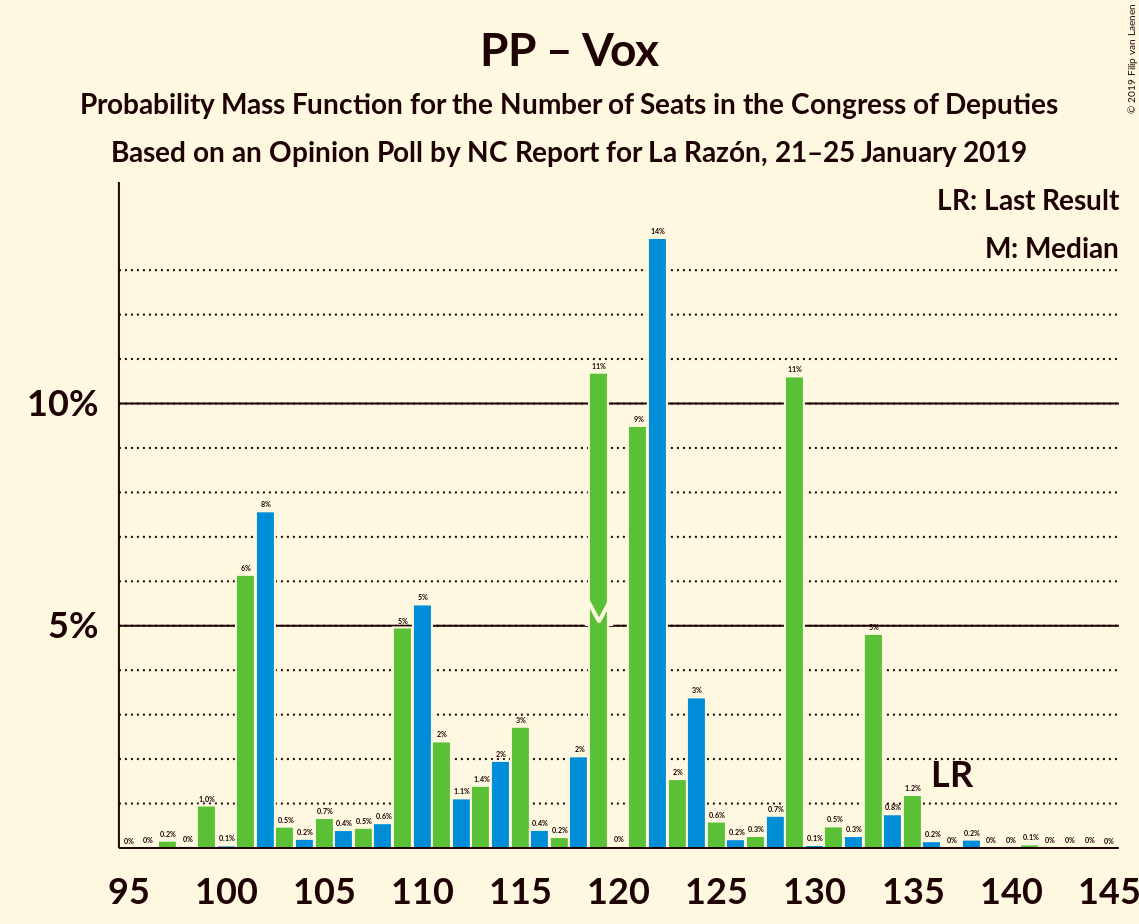 PP – Vox
Probability Mass Function for the Number of Seats in the Congress of Deputies
Based on an Opinion Poll by NC Report for La Razón, 21–25 January 2019
© 2019 Filip van Laenen
LR: Last Result
M: Median
10%
5%
0% 0% 0.2% 0% 1.0% 0.1% 6% 8% 0.5% 0.2% 0.7% 0.4% 0.5% 0.6% 5% 5% 2% 1.1% 1.4% 2% 3% 0.4% 0.2% 2% 11% 0% 9% 14% 2% 3% 0.6% 0.2% 0.3% 0.7% 11% 0.1% 0.5% 0.3% 5% 0.8% 1.2% 0.2% 0% 0.2% 0% 0% 0.1% 0% 0% 0% 0%
M
LR
95 100 105 110 115 120 125 130 135 140 145